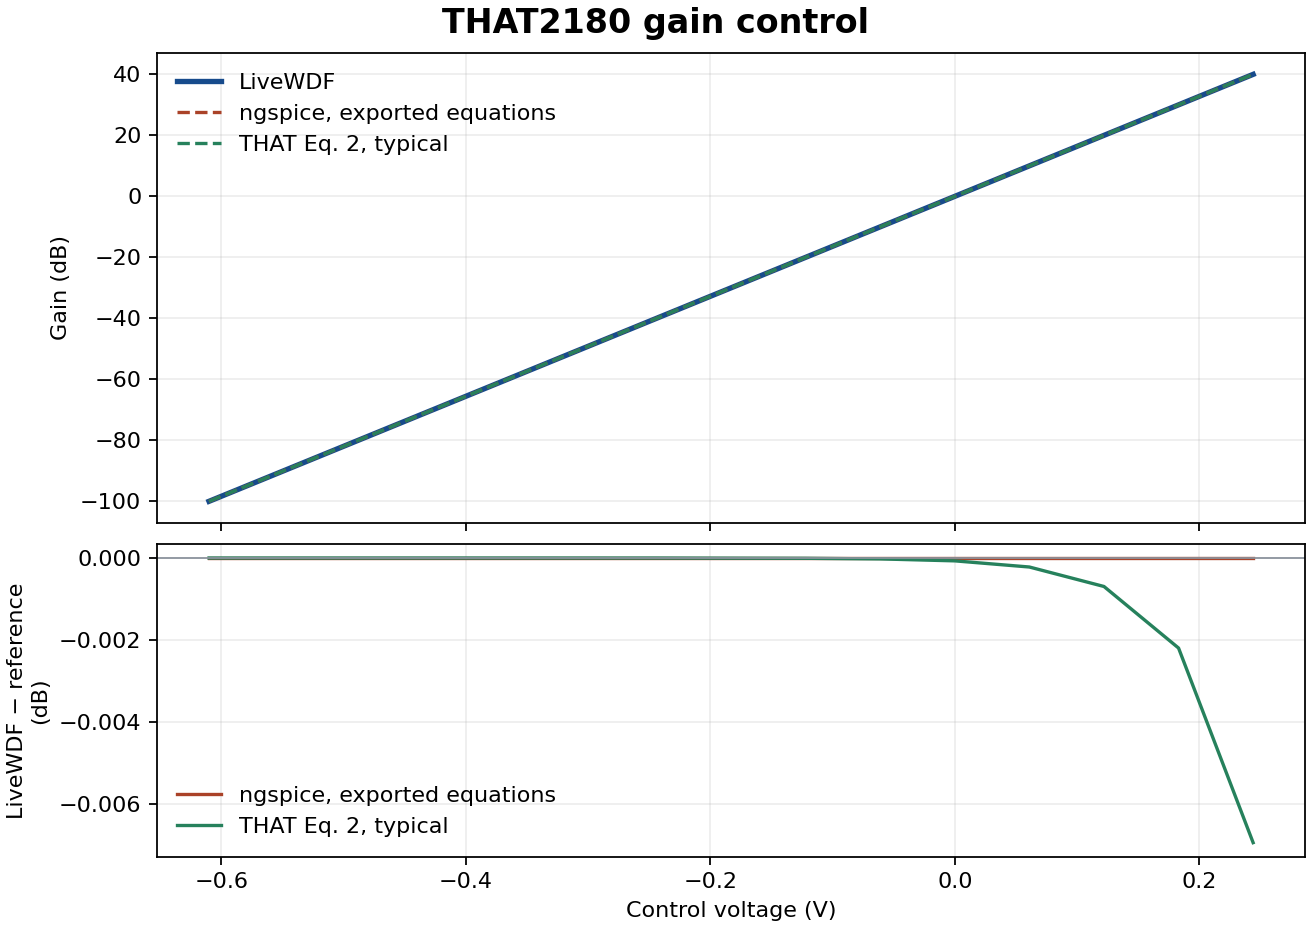 THAT2180 gain control
LiveWDF
ngspice, exported equations
THAT Eq. 2, typical
40
20
0
−20
−40
−60
−80
−100
Gain (dB)
0.000
−0.002
−0.004
−0.006
LiveWDF − reference
(dB)
ngspice, exported equations
THAT Eq. 2, typical
−0.6
−0.4
−0.2
0.0
0.2
Control voltage (V)